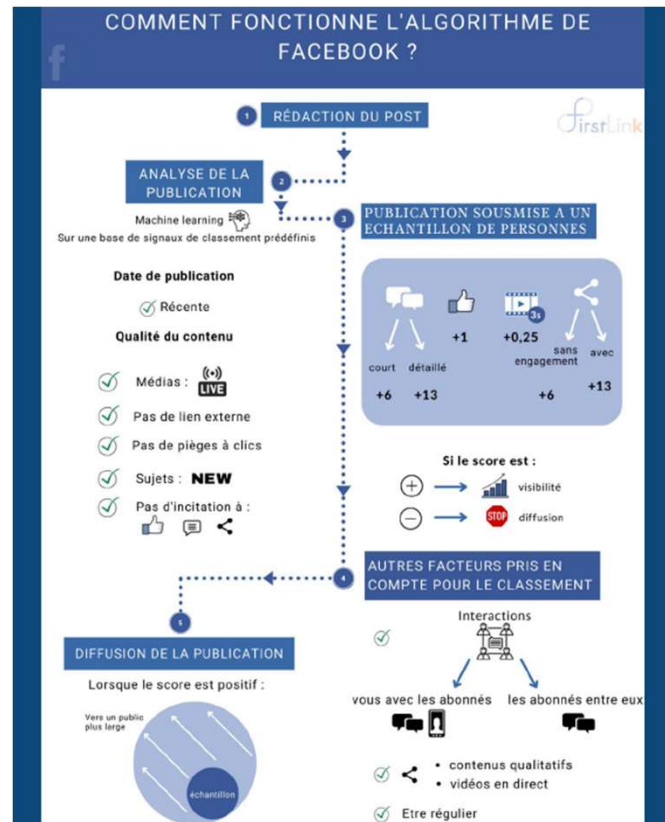 COMMENT FONCTIONNE L'ALGORITHME DE
FACEBOOK ?
f
FirstLink
1
RÉDACTION DU POST
ANALYSE DE LA
PUBLICATION
2
Machine learning
Sur une base de signaux de classement prédéfinis
3
PUBLICATION SOUSMISE A UN
ECHANTILLON DE PERSONNES
Date de publication
Récente
Qualité du contenu
Médias :
LIVE
Pas de lien externe
Pas de pièges à clics
Sujets : NEW
Pas d'incitation à :
3s
+1
+0,25
court
détaillé
sans
avec
engagement
+6
+13
+6
+13
Si le score est :
visibilité
STOP
diffusion
4
AUTRES FACTEURS PRIS EN
COMPTE POUR LE CLASSEMENT
Interactions
vous avec les abonnés
les abonnés entre eux
• contenus qualitatifs
• vidéos en direct
Etre régulier
5
DIFFUSION DE LA PUBLICATION
Lorsque le score est positif :
Vers un public
plus large
échantillon